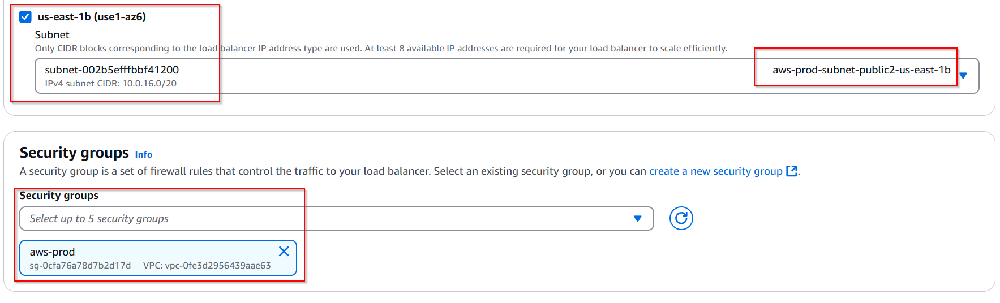 us-east-1b (use1-az6)
Subnet
Only CIDR blocks corresponding to the load balancer IP address type are used. At least 8 available IP addresses are required for your load balancer to scale efficiently.
subnet-002b5efffbbf41200
aws-prod-subnet-public2-us-east-1b
IPv4 subnet CIDR: 10.0.16.0/20
Security groups Info
A security group is a set of firewall rules that control the traffic to your load balancer. Select an existing security group, or you can create a new security group.
Security groups
Select up to 5 security groups
aws-prod
sg-0cfa76a78d7b2d17d VPC: vpc-0fe3d2956439aae63